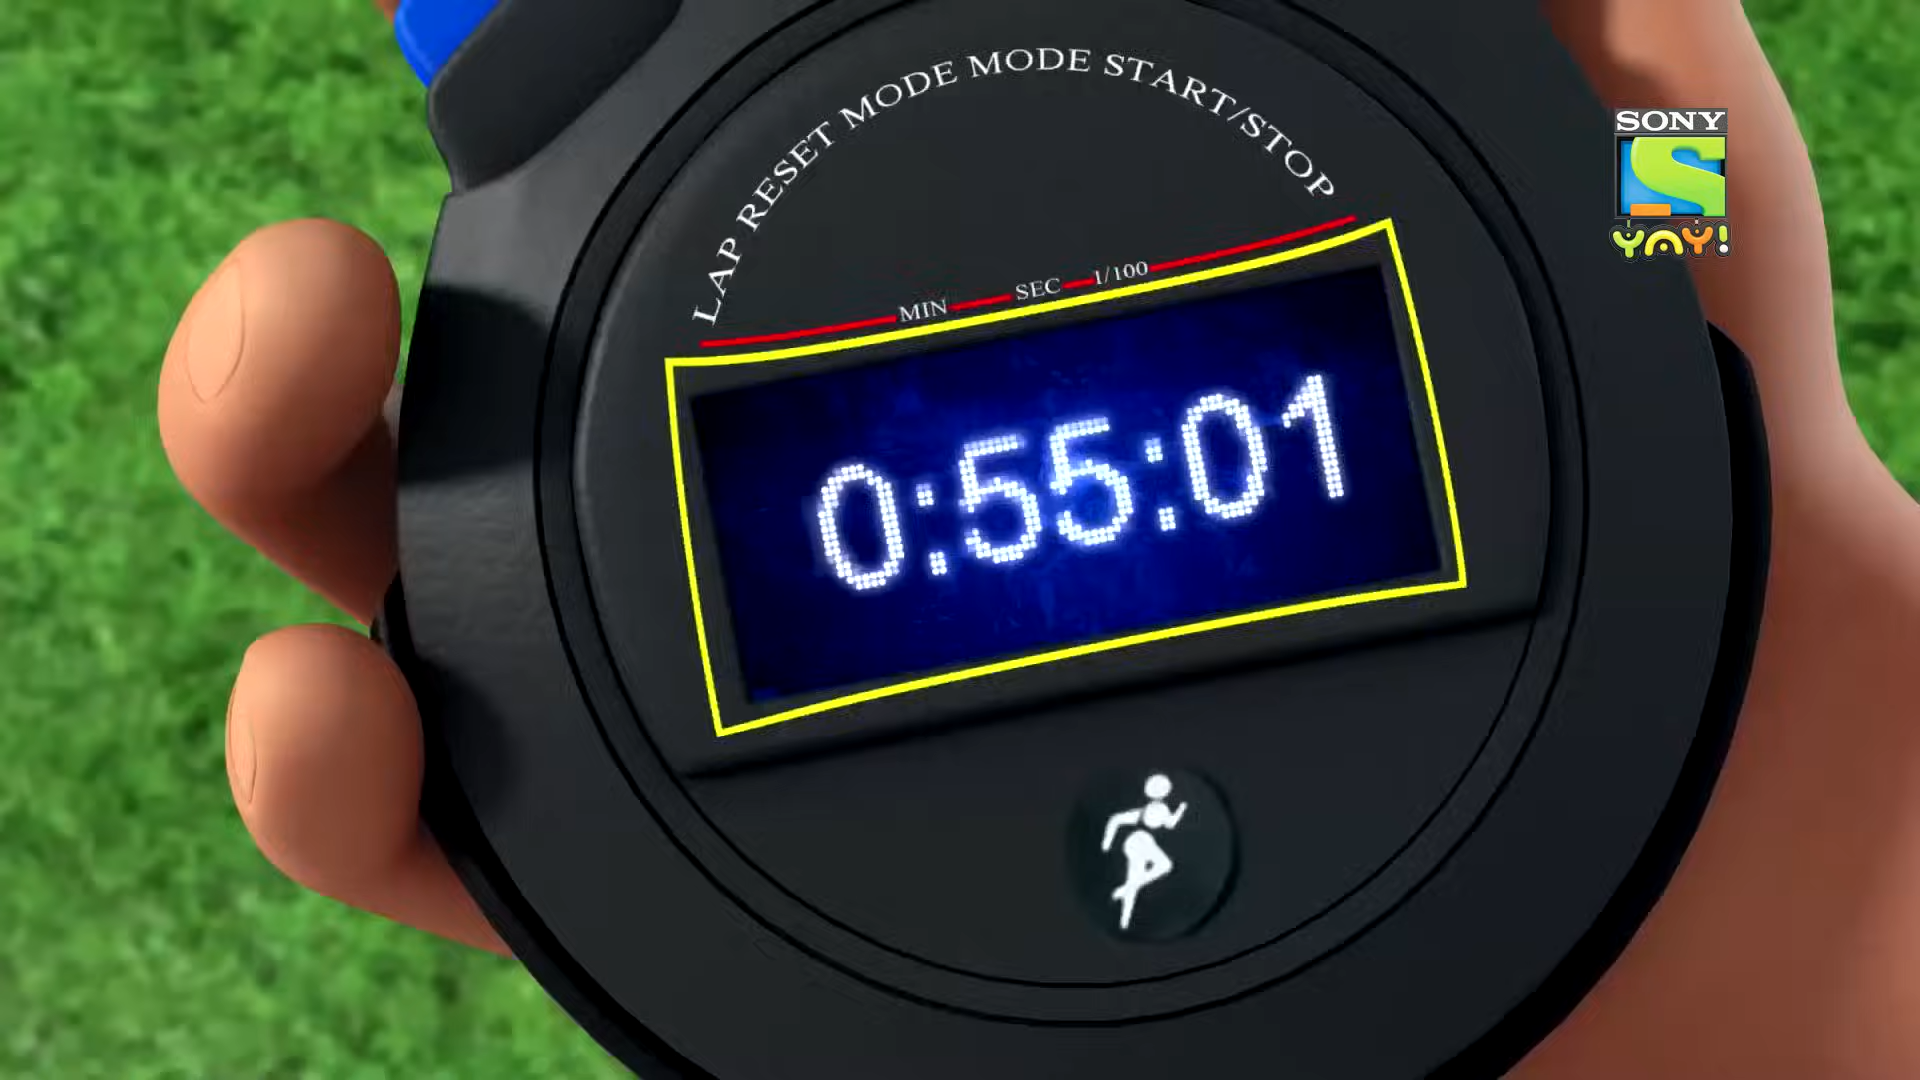 LAP RESET MODE MODE START/STOP
MIN SEC 1/100
0:55:01
SONY
YAY!